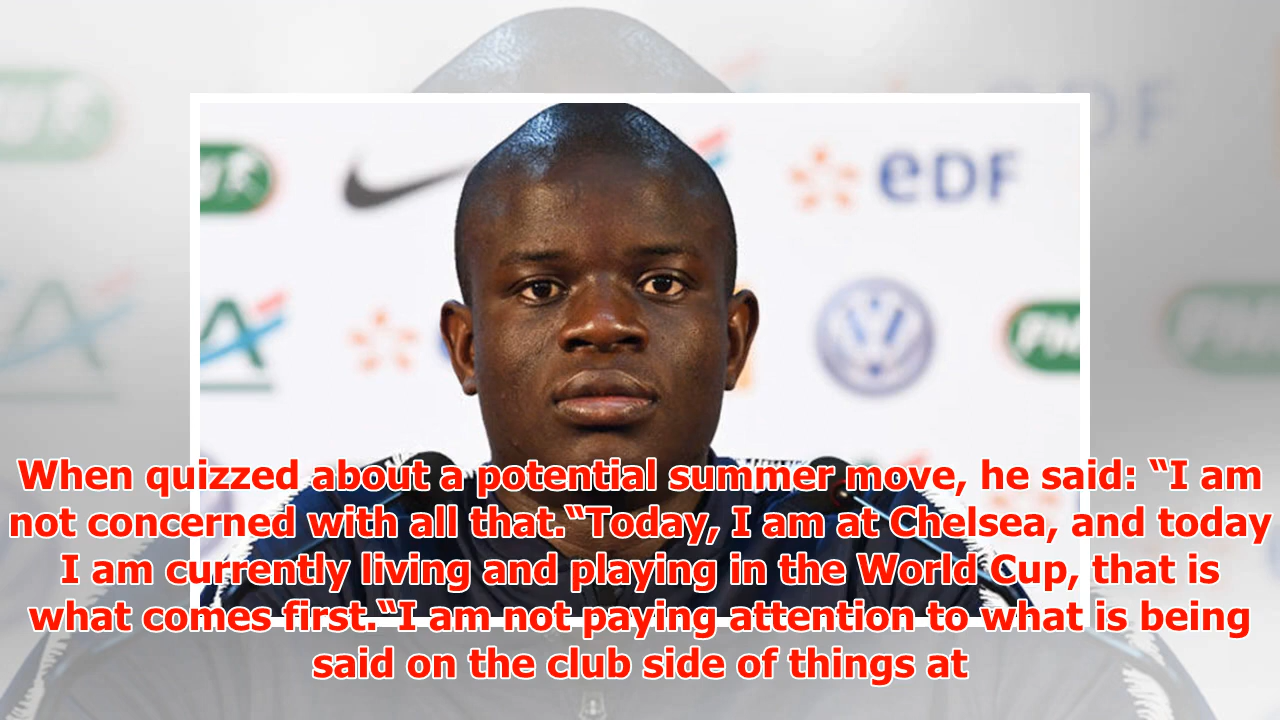 eDF
When quizzed about a potential summer move, he said: “I am
not concerned with all that.“Today, I am at Chelsea, and today
I am currently living and playing in the World Cup, that is
what comes first.“I am not paying attention to what is being
said on the club side of things at